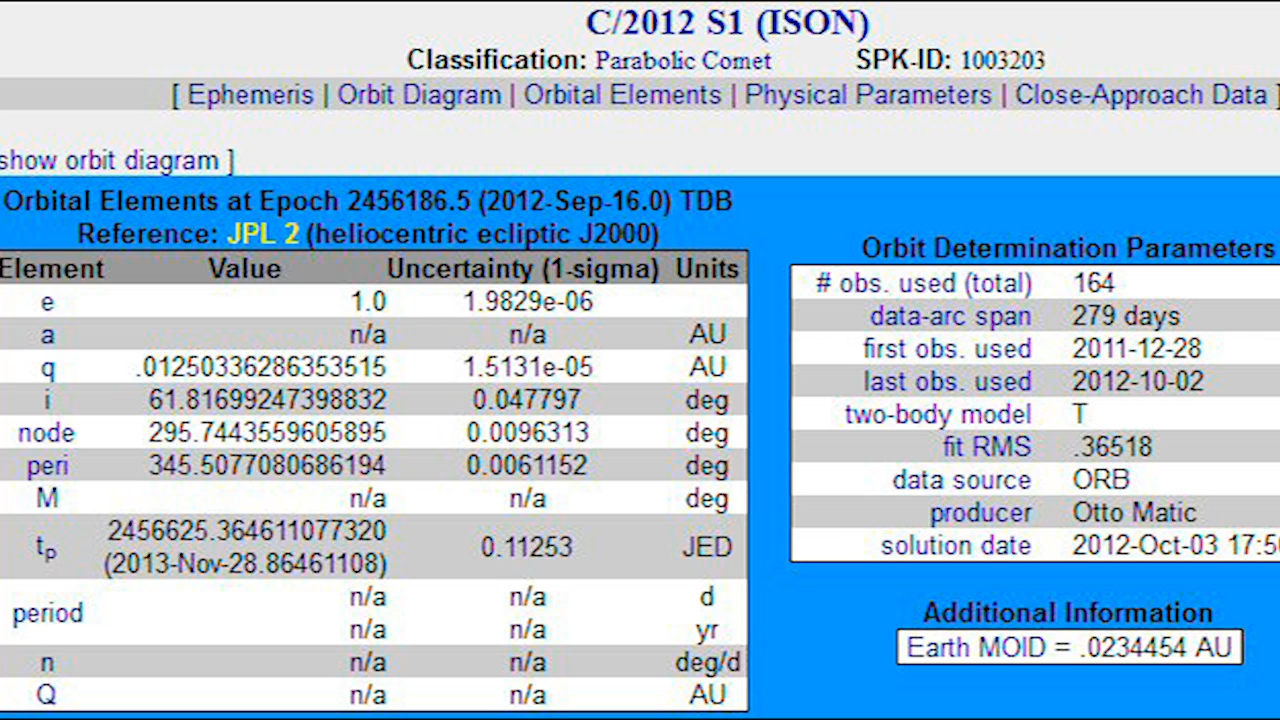 C/2012 S1 (ISON)
Classification: Parabolic Comet SPK-ID: 1003203
[ Ephemeris | Orbit Diagram | Orbital Elements | Physical Parameters | Close-Approach Data ]
show orbit diagram ]
Orbital Elements at Epoch 2456186.5 (2012-Sep-16.0) TDB
Reference: JPL 2 (heliocentric ecliptic J2000)
Element Value Uncertainty (1-sigma) Units
e 1.0 1.9829e-06
a n/a n/a AU
q .01250336286353515 1.5131e-05 AU
i 61.81699247398832 0.047797 deg
node 295.7443559605895 0.0096313 deg
peri 345.5077080686194 0.0061152 deg
M n/a n/a deg
tp 2456625.364611077320 0.11253 JED
(2013-Nov-28.86461108)
period n/a n/a d
n/a n/a yr
n n/a n/a deg/d
Q n/a n/a AU
Orbit Determination Parameters
# obs. used (total) 164
data-arc span 279 days
first obs. used 2011-12-28
last obs. used 2012-10-02
two-body model T
fit RMS .36518
data source ORB
producer Otto Matic
solution date 2012-Oct-03 17:5
Additional Information
Earth MOID = .0234454 AU